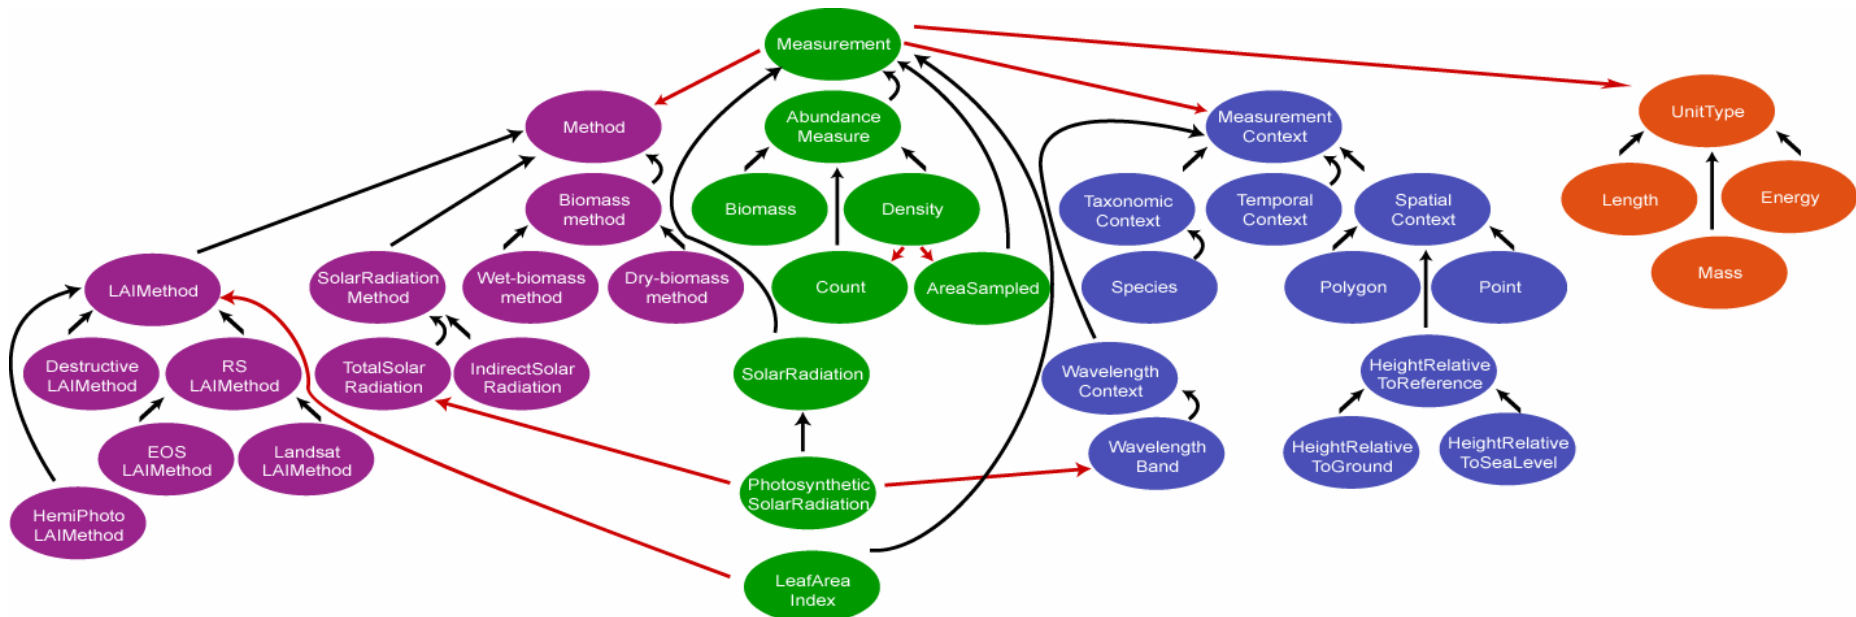 Measurement
Method
Abundance
Measure
Measurement
Context
UnitType
Biomass
method
Biomass
Density
Taxonomic
Context
Temporal
Context
Spatial
Context
Length
Energy
LAIMethod
SolarRadiation
Method
Wet-biomass
method
Dry-biomass
method
Count
AreaSampled
Species
Polygon
Point
Mass
Destructive
LAIMethod
RS
LAIMethod
TotalSolar
Radiation
IndirectSolar
Radiation
SolarRadiation
Wavelength
Context
HeightRelative
ToReference
EOS
LAIMethod
Landsat
LAIMethod
Wavelength
Band
HeightRelative
ToGround
HeightRelative
ToSeaLevel
HemiPhoto
LAIMethod
Photosynthetic
SolarRadiation
LeafArea
Index